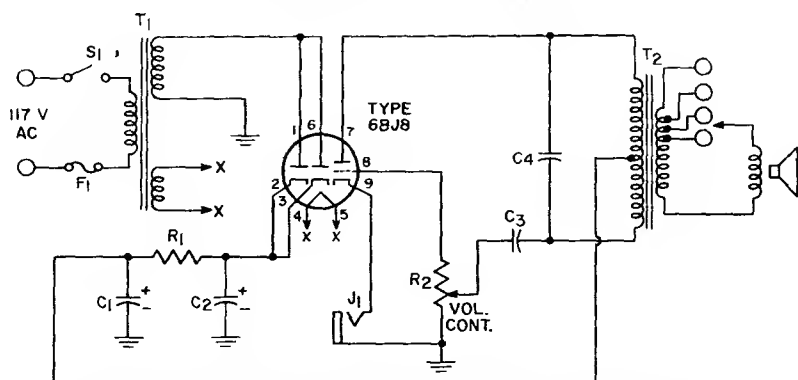 T1
S1
117 V
AC
F1
X
X
TYPE
6BJ8
1
6
7
8
9
2
3
4
5
X
X
R1
C1
+
-
C2
+
-
J1
R2
VOL.
CONT.
C3
C4
T2